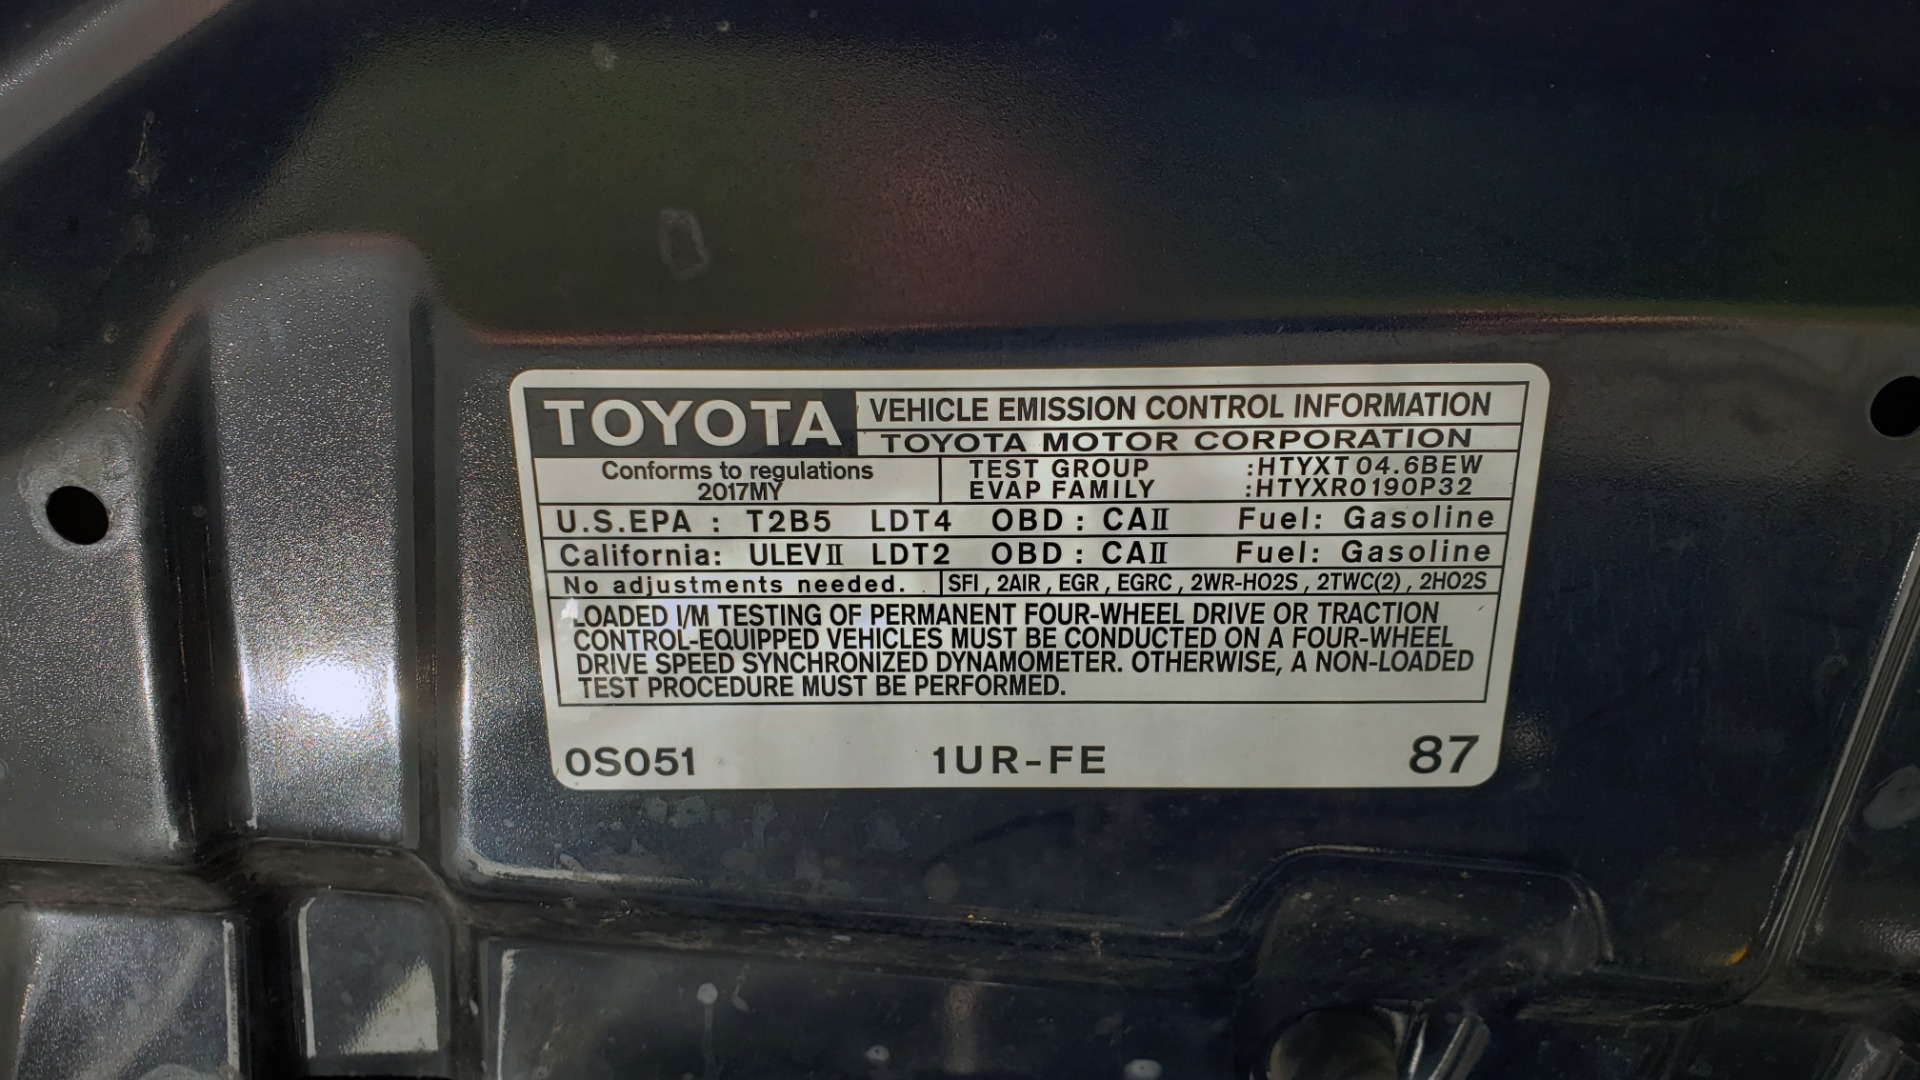 TOYOTA VEHICLE EMISSION CONTROL INFORMATION
TOYOTA MOTOR CORPORATION
Conforms to regulations
2017MY
TEST GROUP :HTYXT04.6BEW
EVAP FAMILY :HTYXR0190P32
U.S.EPA : T2B5 LDT4 OBD : CAII Fuel: Gasoline
California: ULEVII LDT2 OBD : CAII Fuel: Gasoline
No adjustments needed. SFI , 2AIR , EGR , EGRC , 2WR-HO2S , 2TWC(2) , 2HO2S
LOADED I/M TESTING OF PERMANENT FOUR-WHEEL DRIVE OR TRACTION
CONTROL-EQUIPPED VEHICLES MUST BE CONDUCTED ON A FOUR-WHEEL
DRIVE SPEED SYNCHRONIZED DYNAMOMETER. OTHERWISE, A NON-LOADED
TEST PROCEDURE MUST BE PERFORMED.
0S051 1UR-FE 87